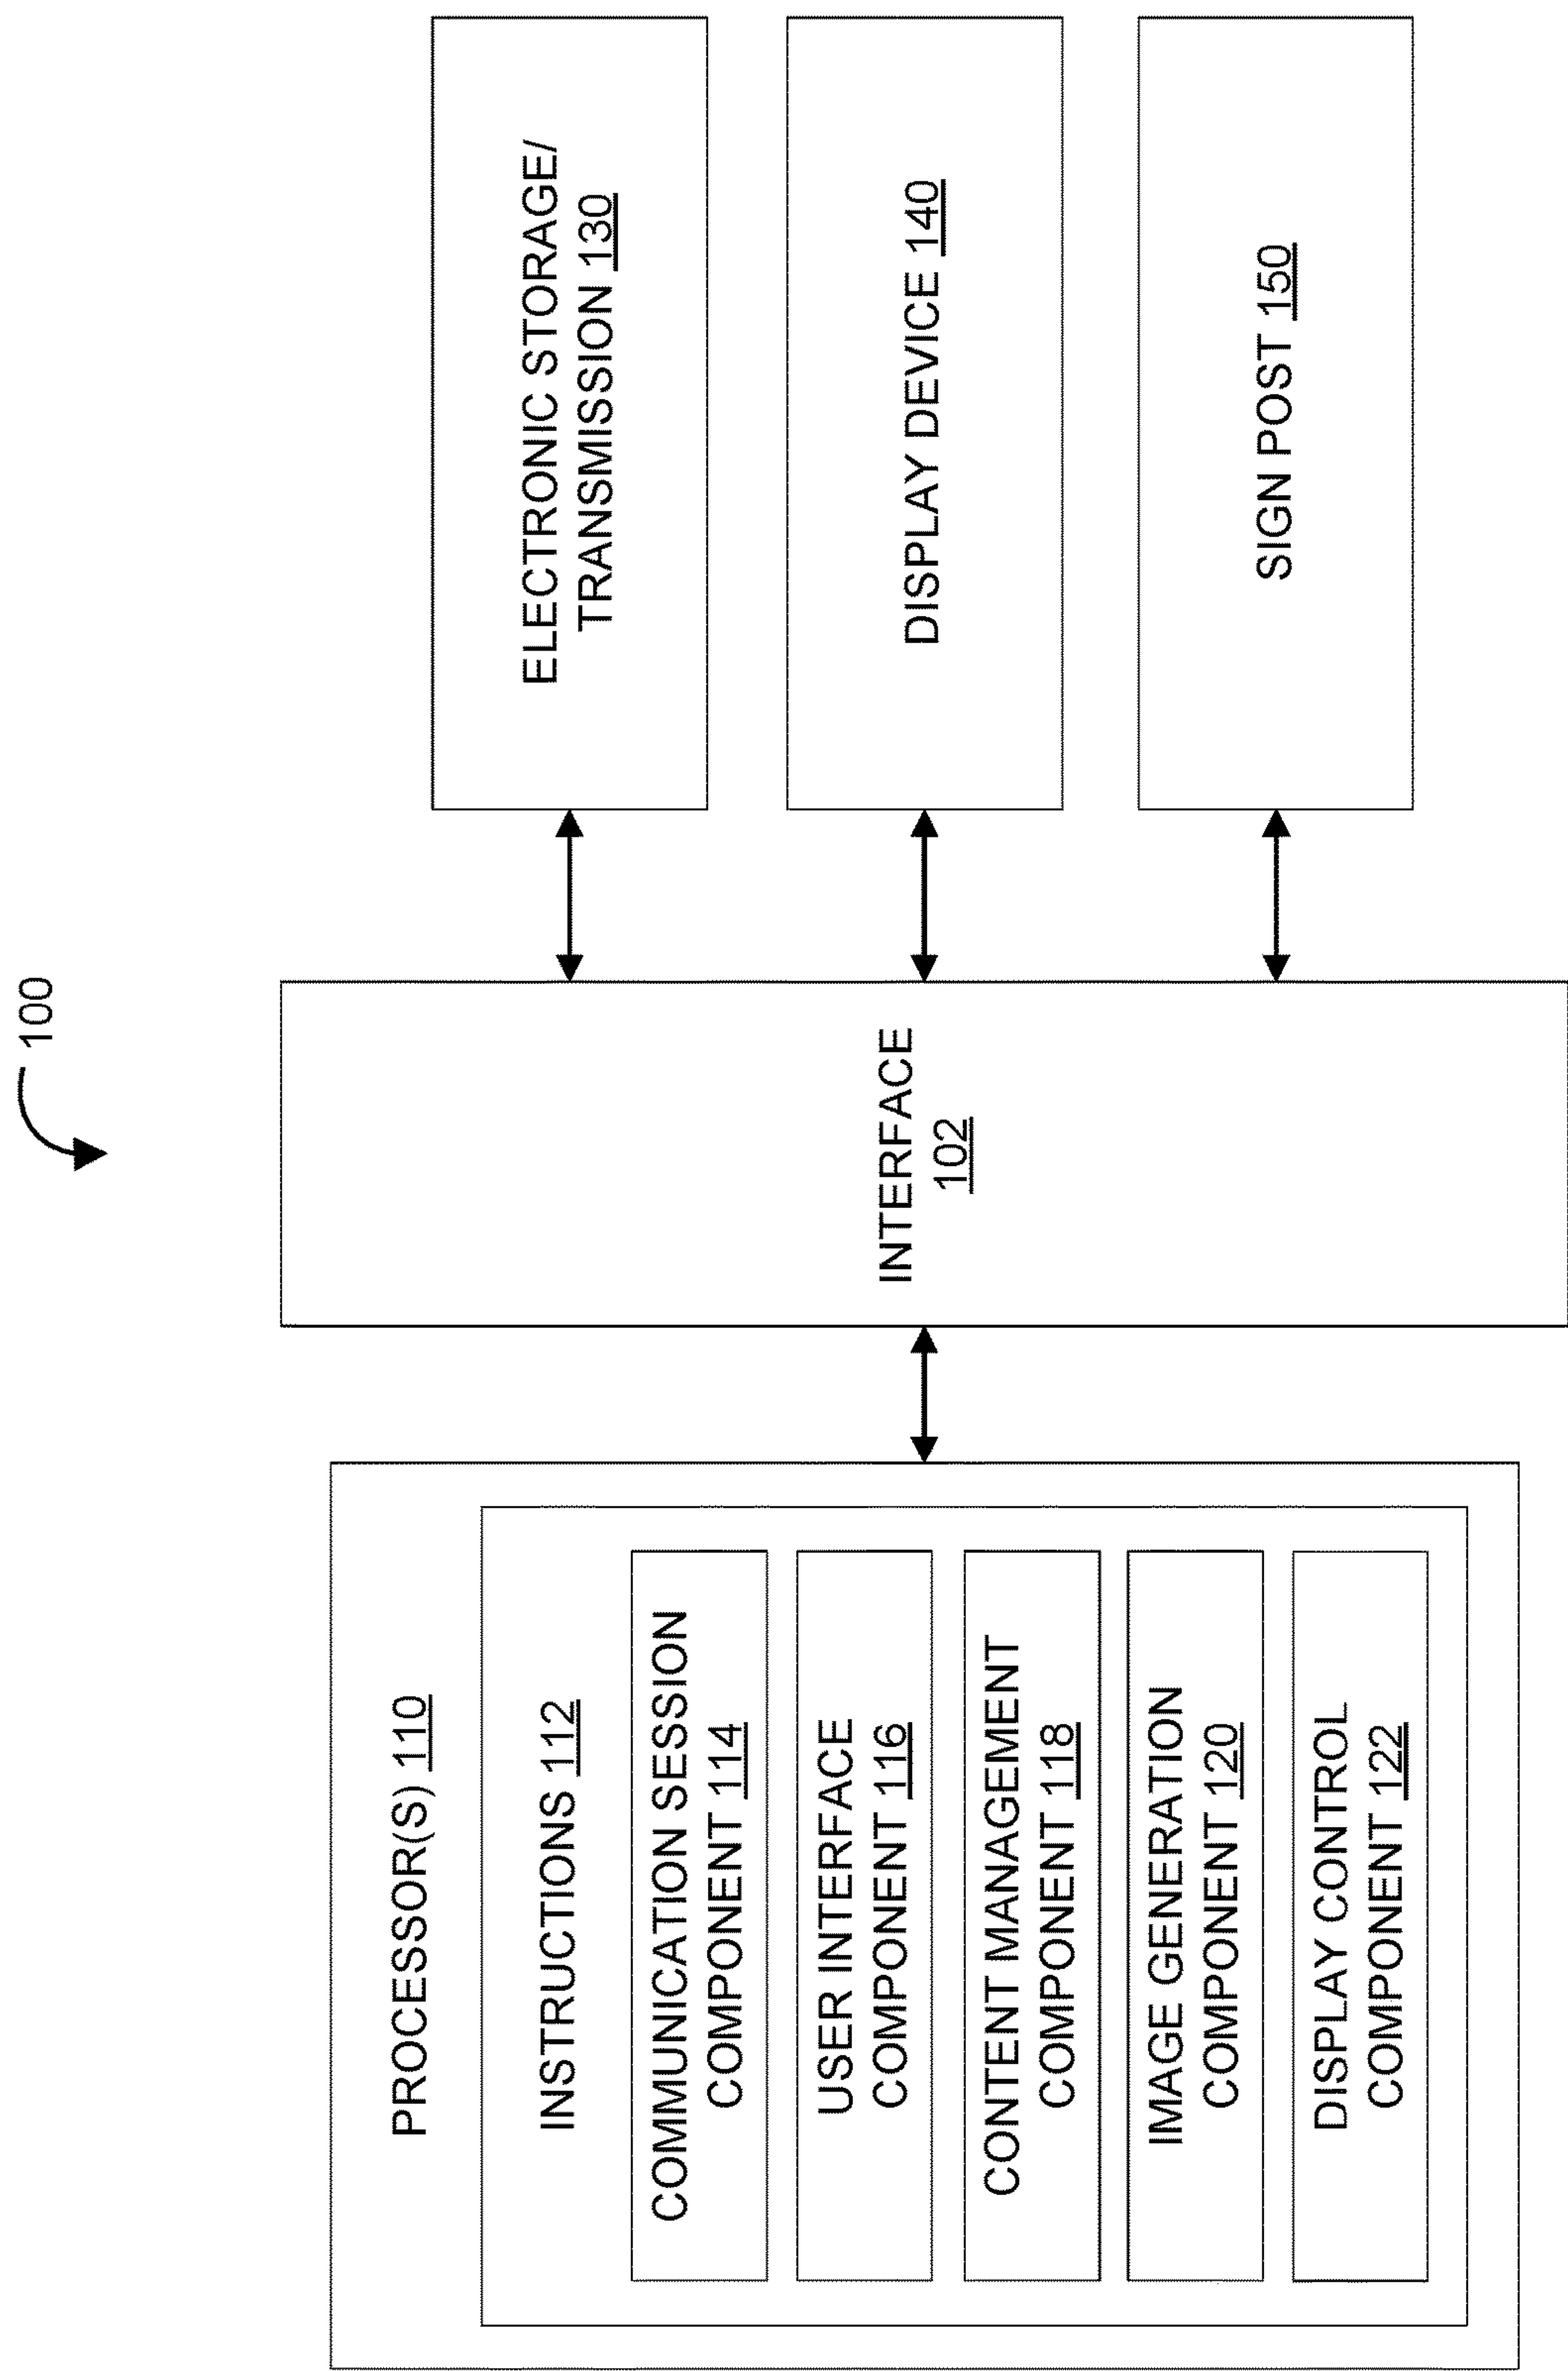 100
PROCESSOR(S) 110
INSTRUCTIONS 112
COMMUNICATION SESSION
COMPONENT 114
USER INTERFACE
COMPONENT 116
CONTENT MANAGEMENT
COMPONENT 118
IMAGE GENERATION
COMPONENT 120
DISPLAY CONTROL
COMPONENT 122
INTERFACE
102
ELECTRONIC STORAGE/
TRANSMISSION 130
DISPLAY DEVICE 140
SIGN POST 150